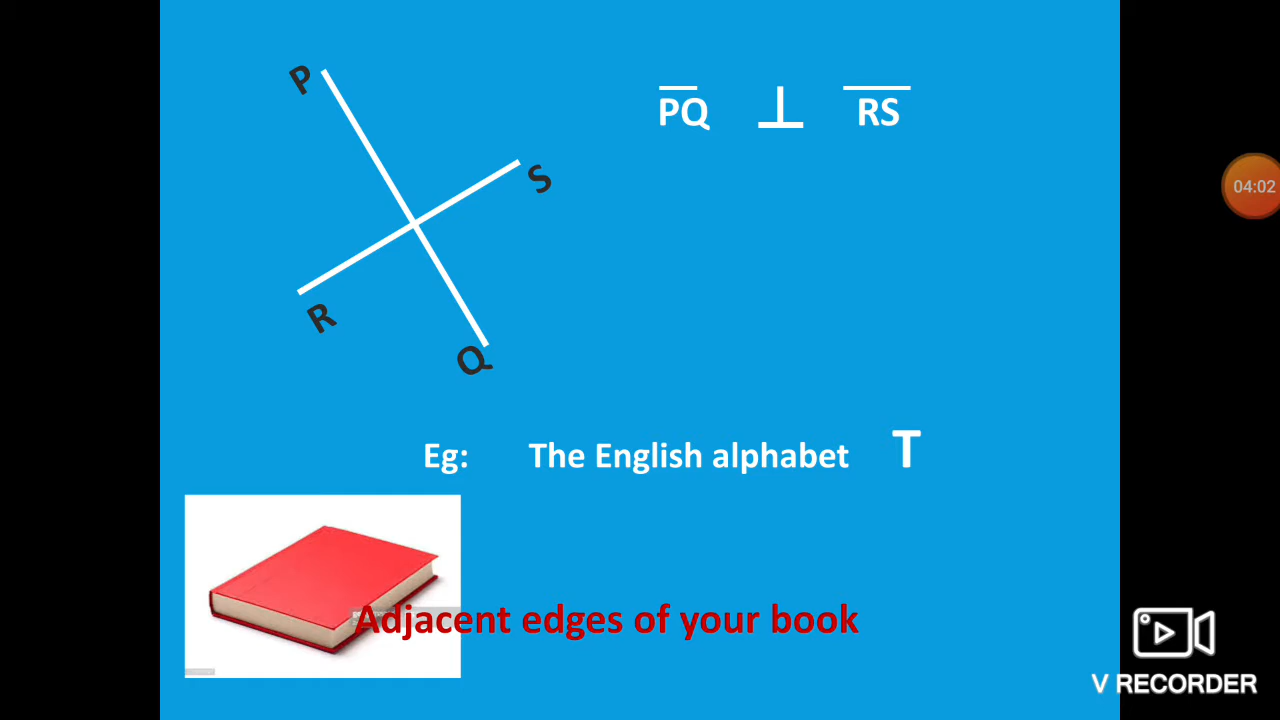 P
PQ ⊥ RS
S
R
Q
Eg: The English alphabet T
Adjacent edges of your book
04:02
V RECORDER